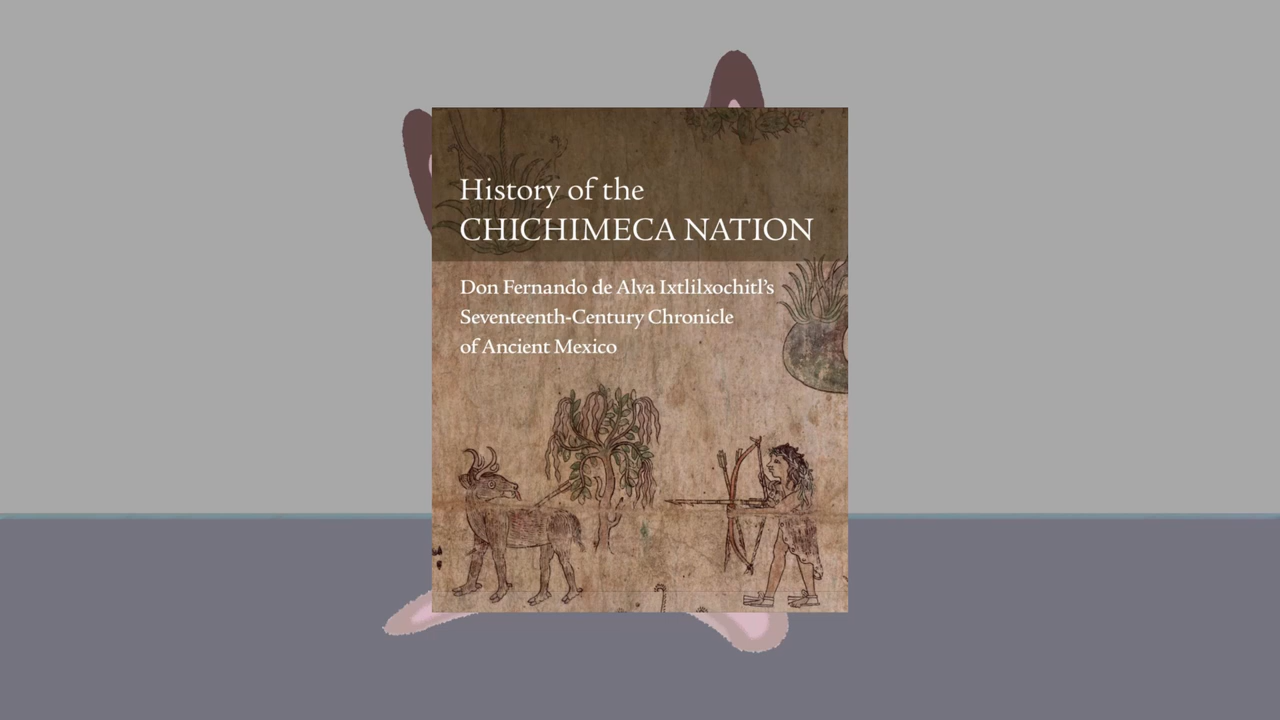 History of the
CHICHIMECA NATION
Don Fernando de Alva Ixtlilxochitl's
Seventeenth-Century Chronicle
of Ancient Mexico